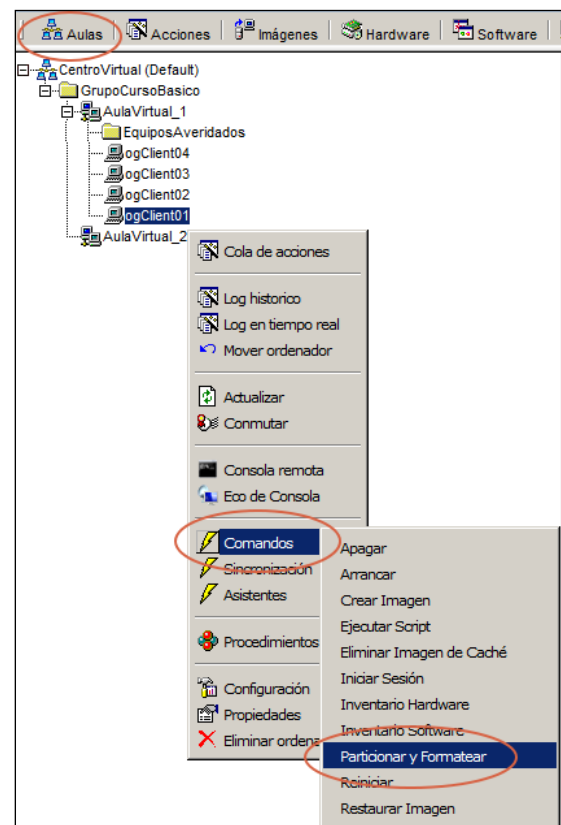 Aulas Acciones Imágenes Hardware Software
CentroVirtual (Default)
GrupoCursoBasico
AulaVirtual_1
EquiposAveridados
ogClient04
ogClient03
ogClient02
ogClient01
AulaVirtual_2
Cola de acciones
Log historico
Log en tiempo real
Mover ordenador
Actualizar
Conmutar
Consola remota
Eco de Consola
Comandos
Sincronización
Asistentes
Procedimientos
Configuración
Propiedades
Eliminar ordena
Apagar
Arrancar
Crear Imagen
Ejecutar Script
Eliminar Imagen de Caché
Iniciar Sesión
Inventario Hardware
Inventario Software
Particionar y Formatear
Reiniciar
Restaurar Imagen